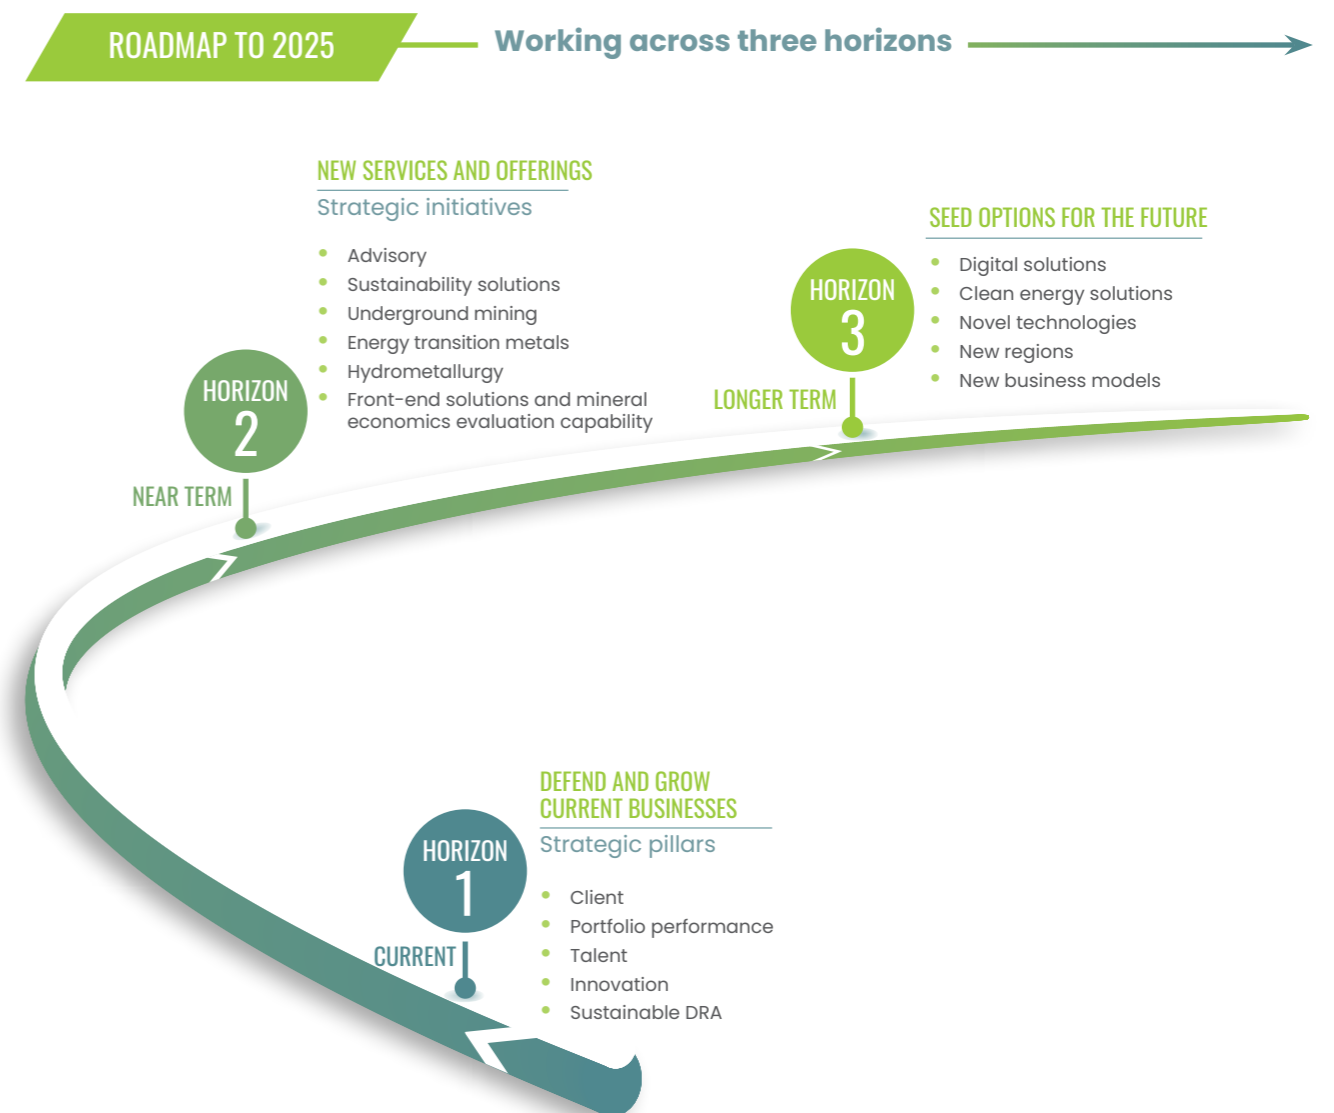 ROADMAP TO 2025
Working across three horizons
NEW SERVICES AND OFFERINGS
Strategic initiatives
Advisory
Sustainability solutions
Underground mining
Energy transition metals
Hydrometallurgy
Front-end solutions and mineral
economics evaluation capability
HORIZON
2
NEAR TERM
SEED OPTIONS FOR THE FUTURE
Digital solutions
Clean energy solutions
Novel technologies
New regions
New business models
HORIZON
3
LONGER TERM
DEFEND AND GROW
CURRENT BUSINESSES
Strategic pillars
Client
Portfolio performance
Talent
Innovation
Sustainable DRA
HORIZON
1
CURRENT